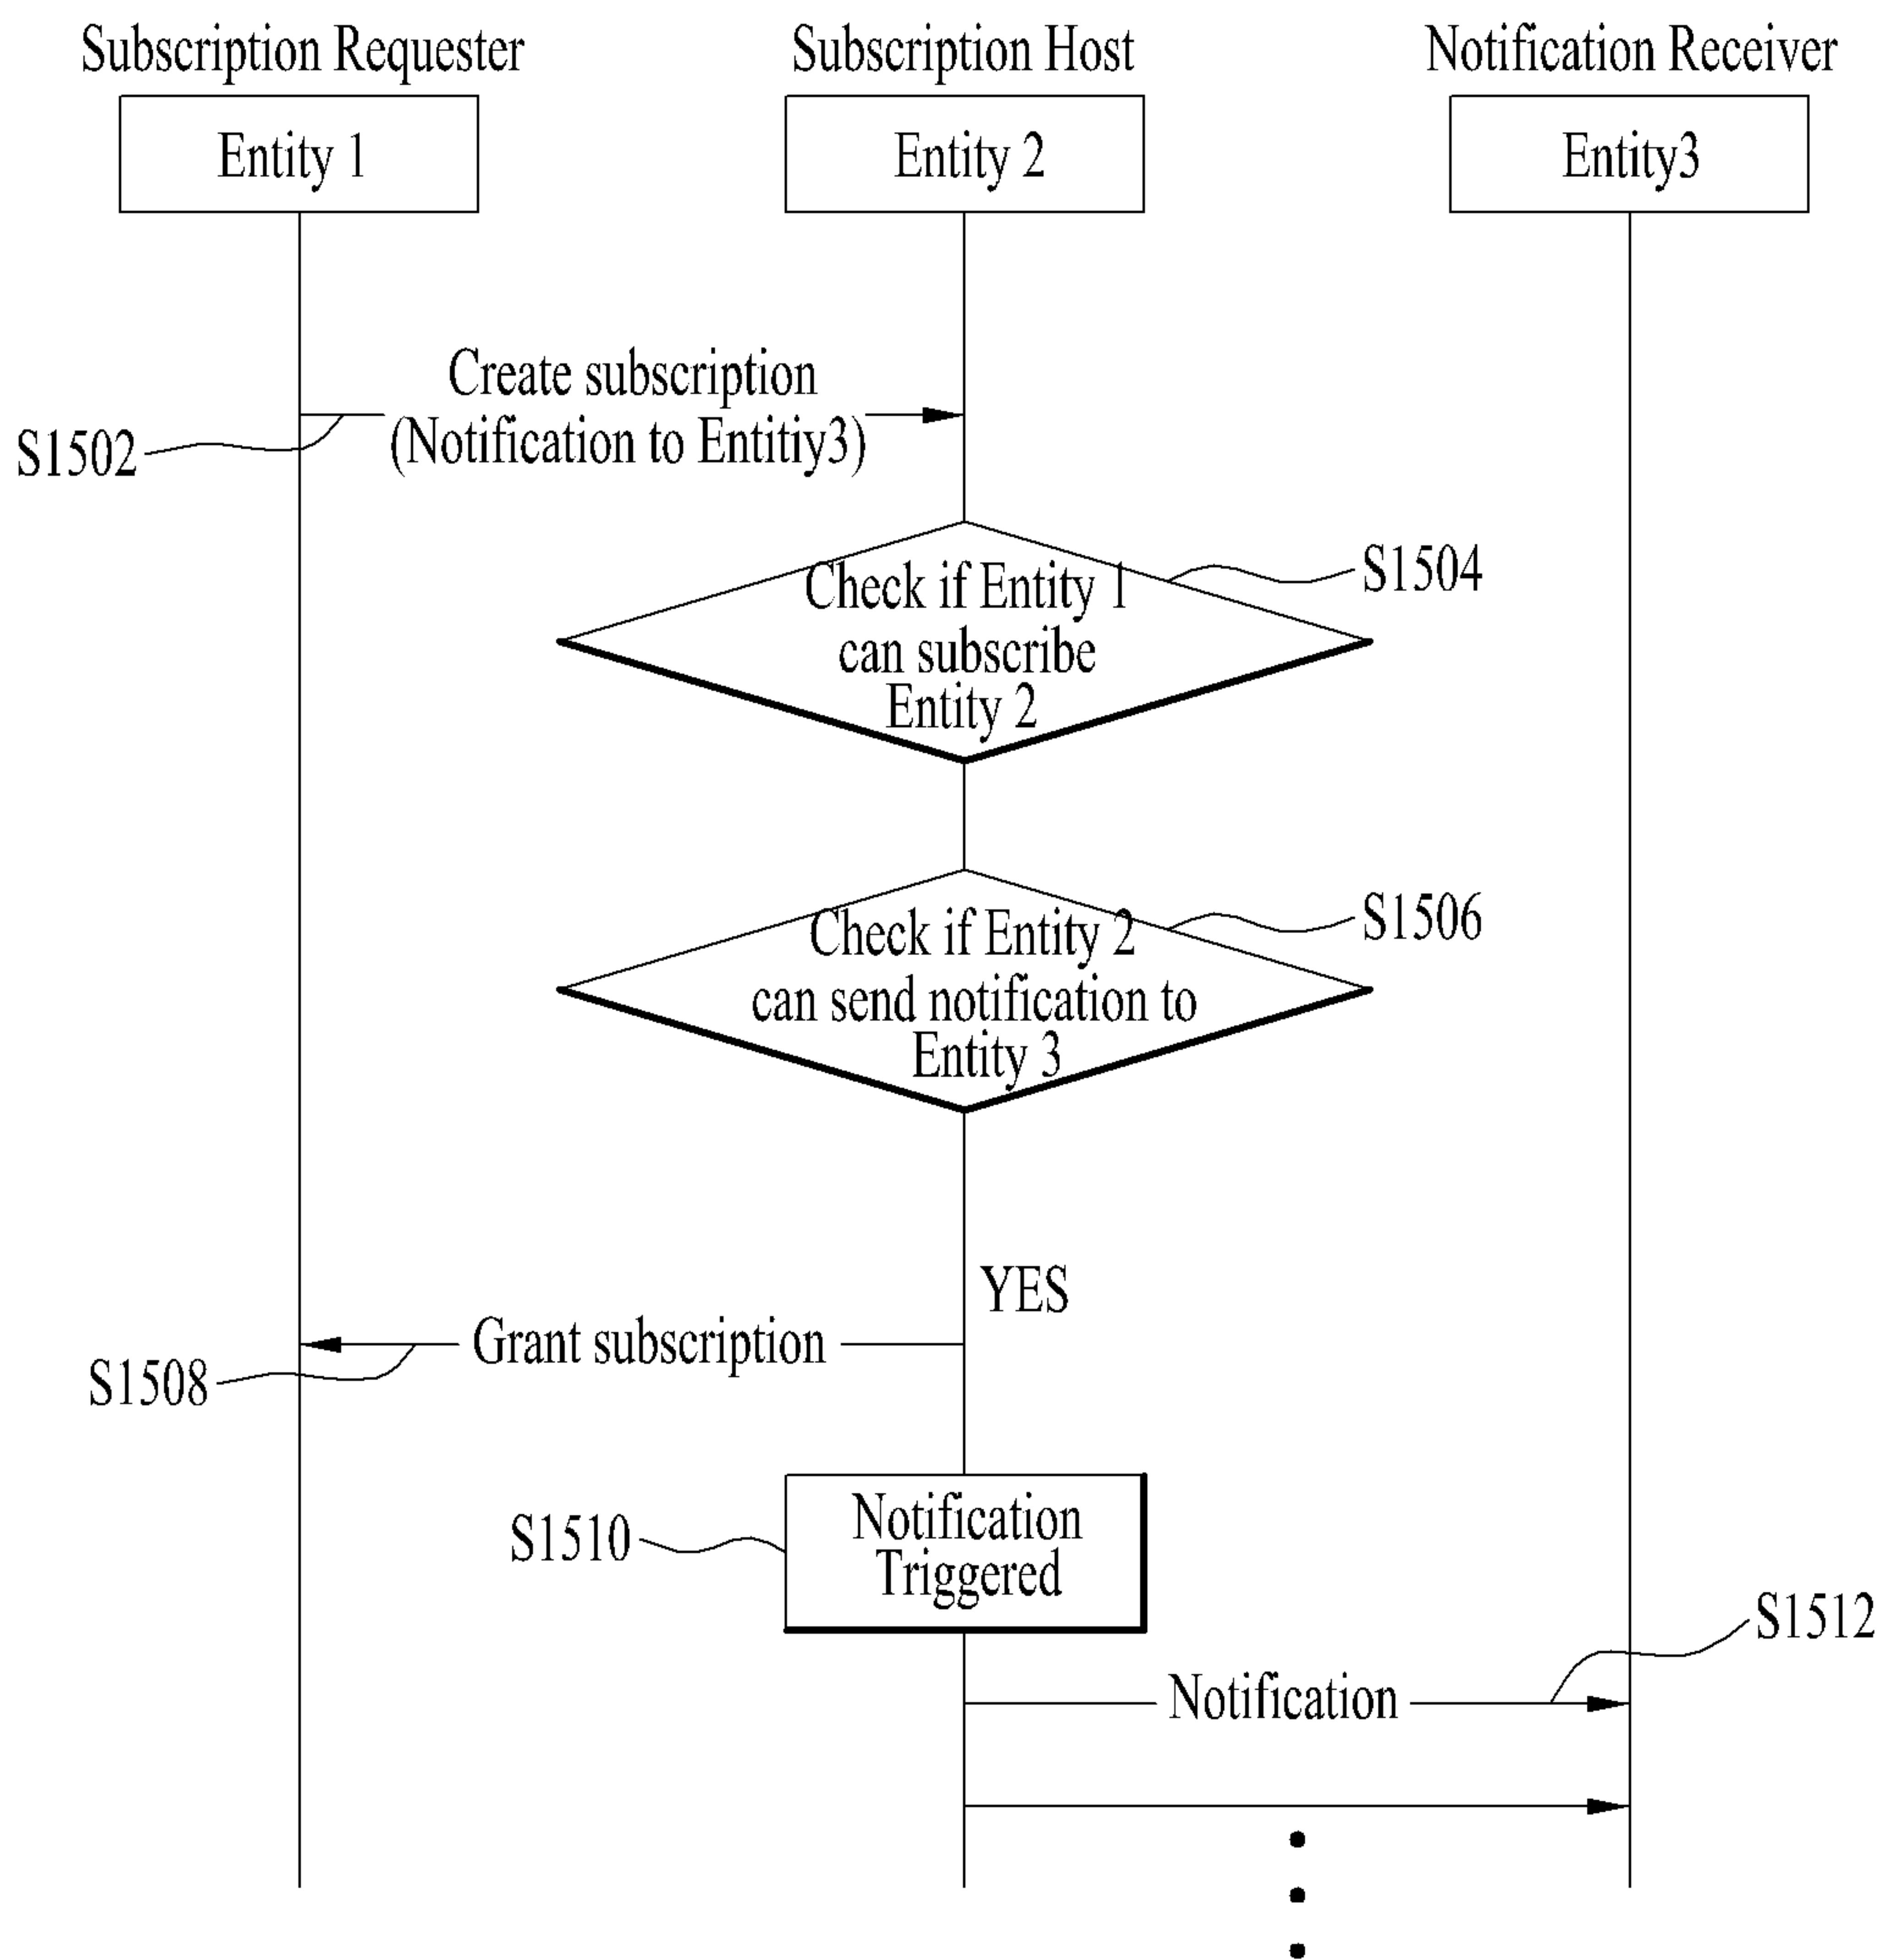 Subscription Requester
Subscription Host
Notification Receiver
Entity 1
Entity 2
Entity3
Create subscription
(Notification to Entitiy3)
S1502
Check if Entity 1
can subscribe
Entity 2
S1504
Check if Entity 2
can send notification to
Entity 3
S1506
YES
Grant subscription
S1508
Notification
Triggered
S1510
S1512
Notification